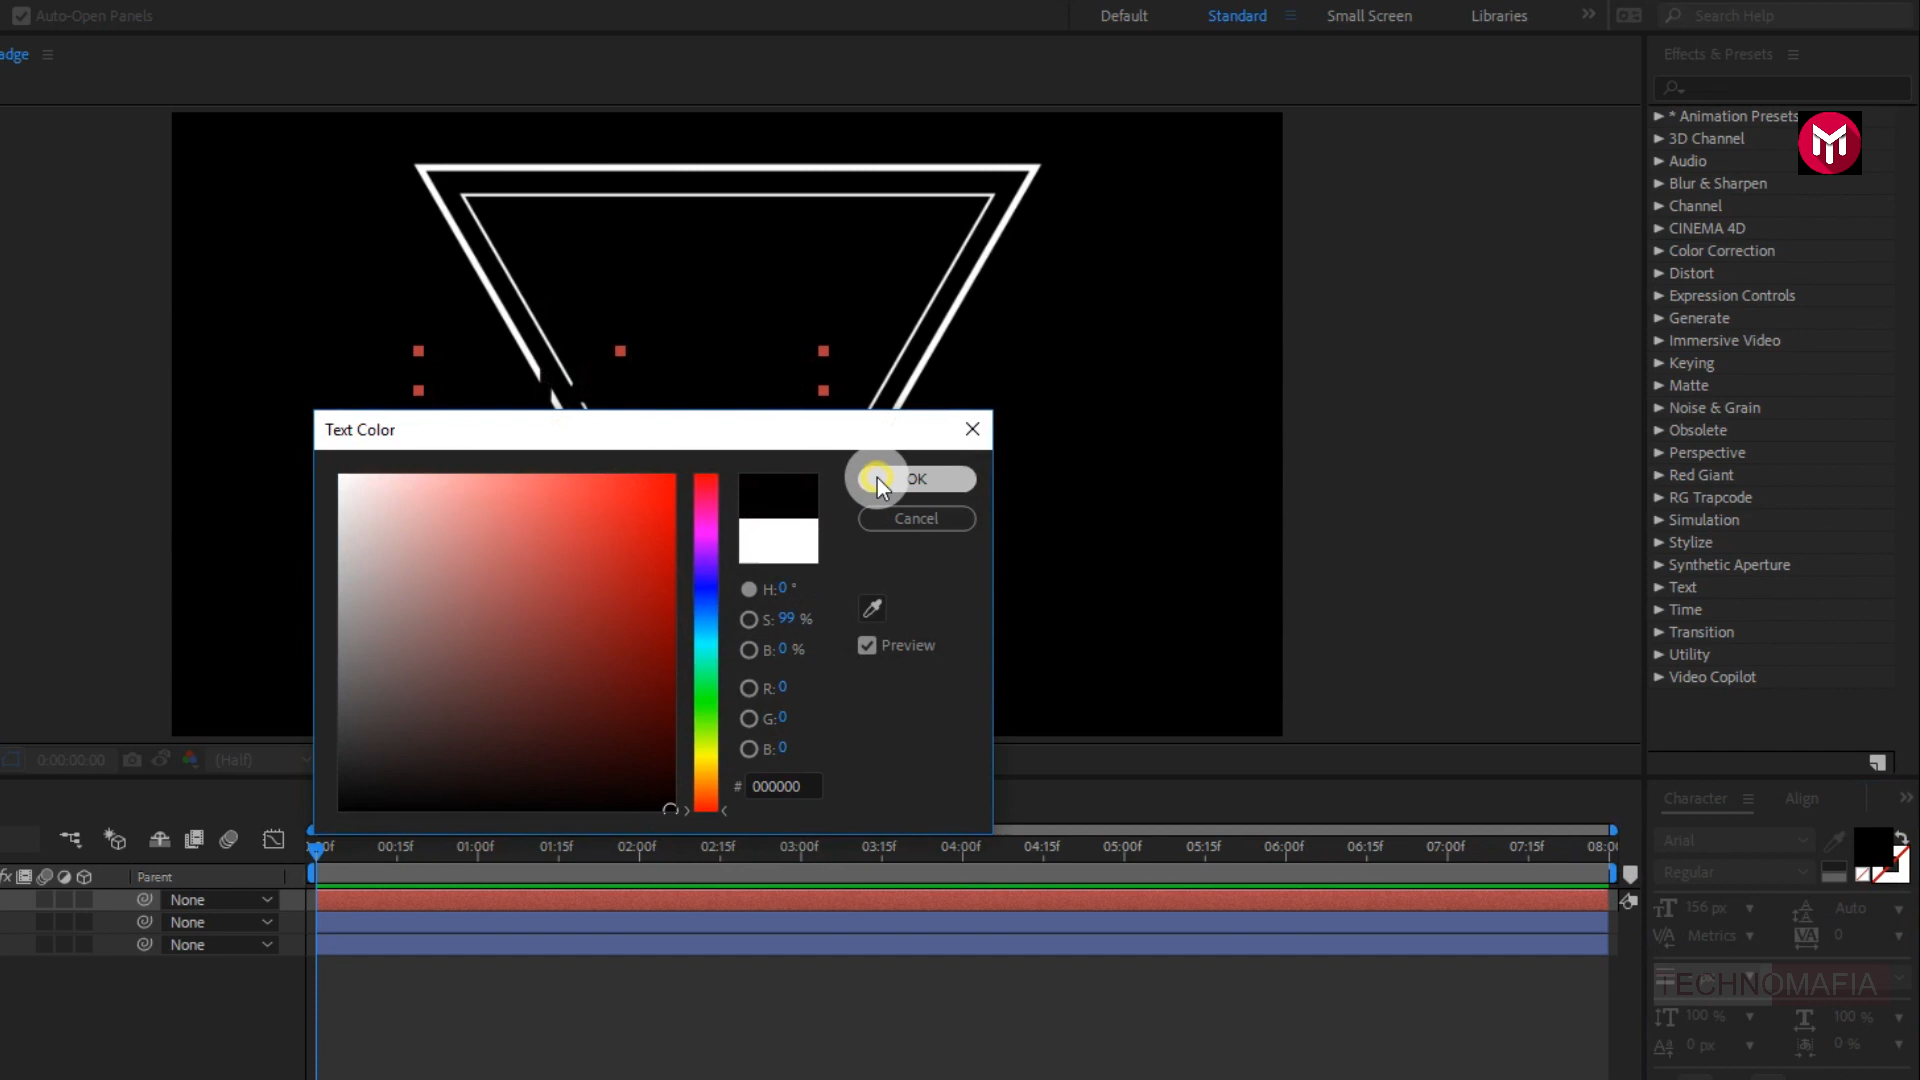 Auto-Open Panels
Default
Standard
Small Screen
Libraries
Search Help
adge
Effects & Presets
* Animation Presets
3D Channel
Audio
Blur & Sharpen
Channel
CINEMA 4D
Color Correction
Distort
Expression Controls
Generate
Immersive Video
Keying
Matte
Noise & Grain
Obsolete
Perspective
Red Giant
RG Trapcode
Simulation
Stylize
Synthetic Aperture
Text
Time
Transition
Utility
Video Copilot
Text Color
OK
Cancel
H: 0 °
S: 99 %
B: 0 %
Preview
R: 0
G: 0
B: 0
# 000000
0:00:00:00
(Half)
Character
Align
Arial
Regular
156 px
Auto
Metrics
0
TECHNOMAFIA
100 %
100 %
0 px
0 %
00:15f
01:00f
01:15f
02:00f
02:15f
03:00f
03:15f
04:00f
04:15f
05:00f
05:15f
06:00f
06:15f
07:00f
07:15f
08:00
Parent
None
None
None